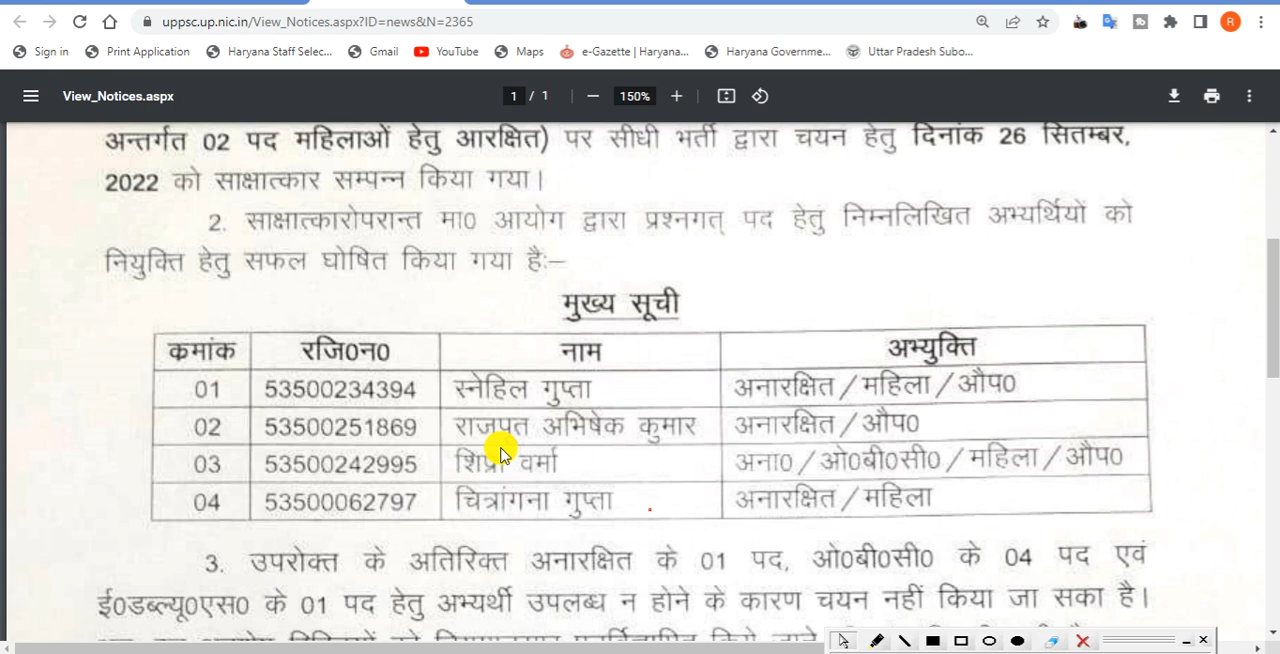 uppsc.up.nic.in/View_Notices.aspx?ID=news&N=2365
R
Sign in Print Application Haryana Staff Selec... Gmail YouTube Maps e-Gazette | Haryana... Haryana Governme... Uttar Pradesh Subo...
View_Notices.aspx 1 / 1 150%
अन्तर्गत 02 पद महिलाओं हेतु आरक्षित) पर सीधी भर्ती द्वारा चयन हेतु दिनांक 26 सितम्बर,
2022 को साक्षात्कार सम्पन्न किया गया।
2. साक्षात्कारोपरान्त मा0 आयोग द्वारा प्रश्नगत् पद हेतु निम्नलिखित अभ्यर्थियों को
नियुक्ति हेतु सफल घोषित किया गया है:–
मुख्य सूची
कमांक रजि0न0 नाम अभ्युक्ति
01 53500234394 स्नेहिल गुप्ता अनारक्षित/महिला/औप0
02 53500251869 राजपत अभिषेक कुमार अनारक्षित/औप0
03 53500242995 शिप्रा वर्मा अना0/ओ0बी0सी0/महिला/औप0
04 53500062797 चित्रांगना गुप्ता अनारक्षित/महिला
3. उपरोक्त के अतिरिक्त अनारक्षित के 01 पद, ओ0बी0सी0 के 04 पद एवं
ई0डब्ल्यू0एस0 के 01 पद हेतु अभ्यर्थी उपलब्ध न होने के कारण चयन नहीं किया जा सका है।